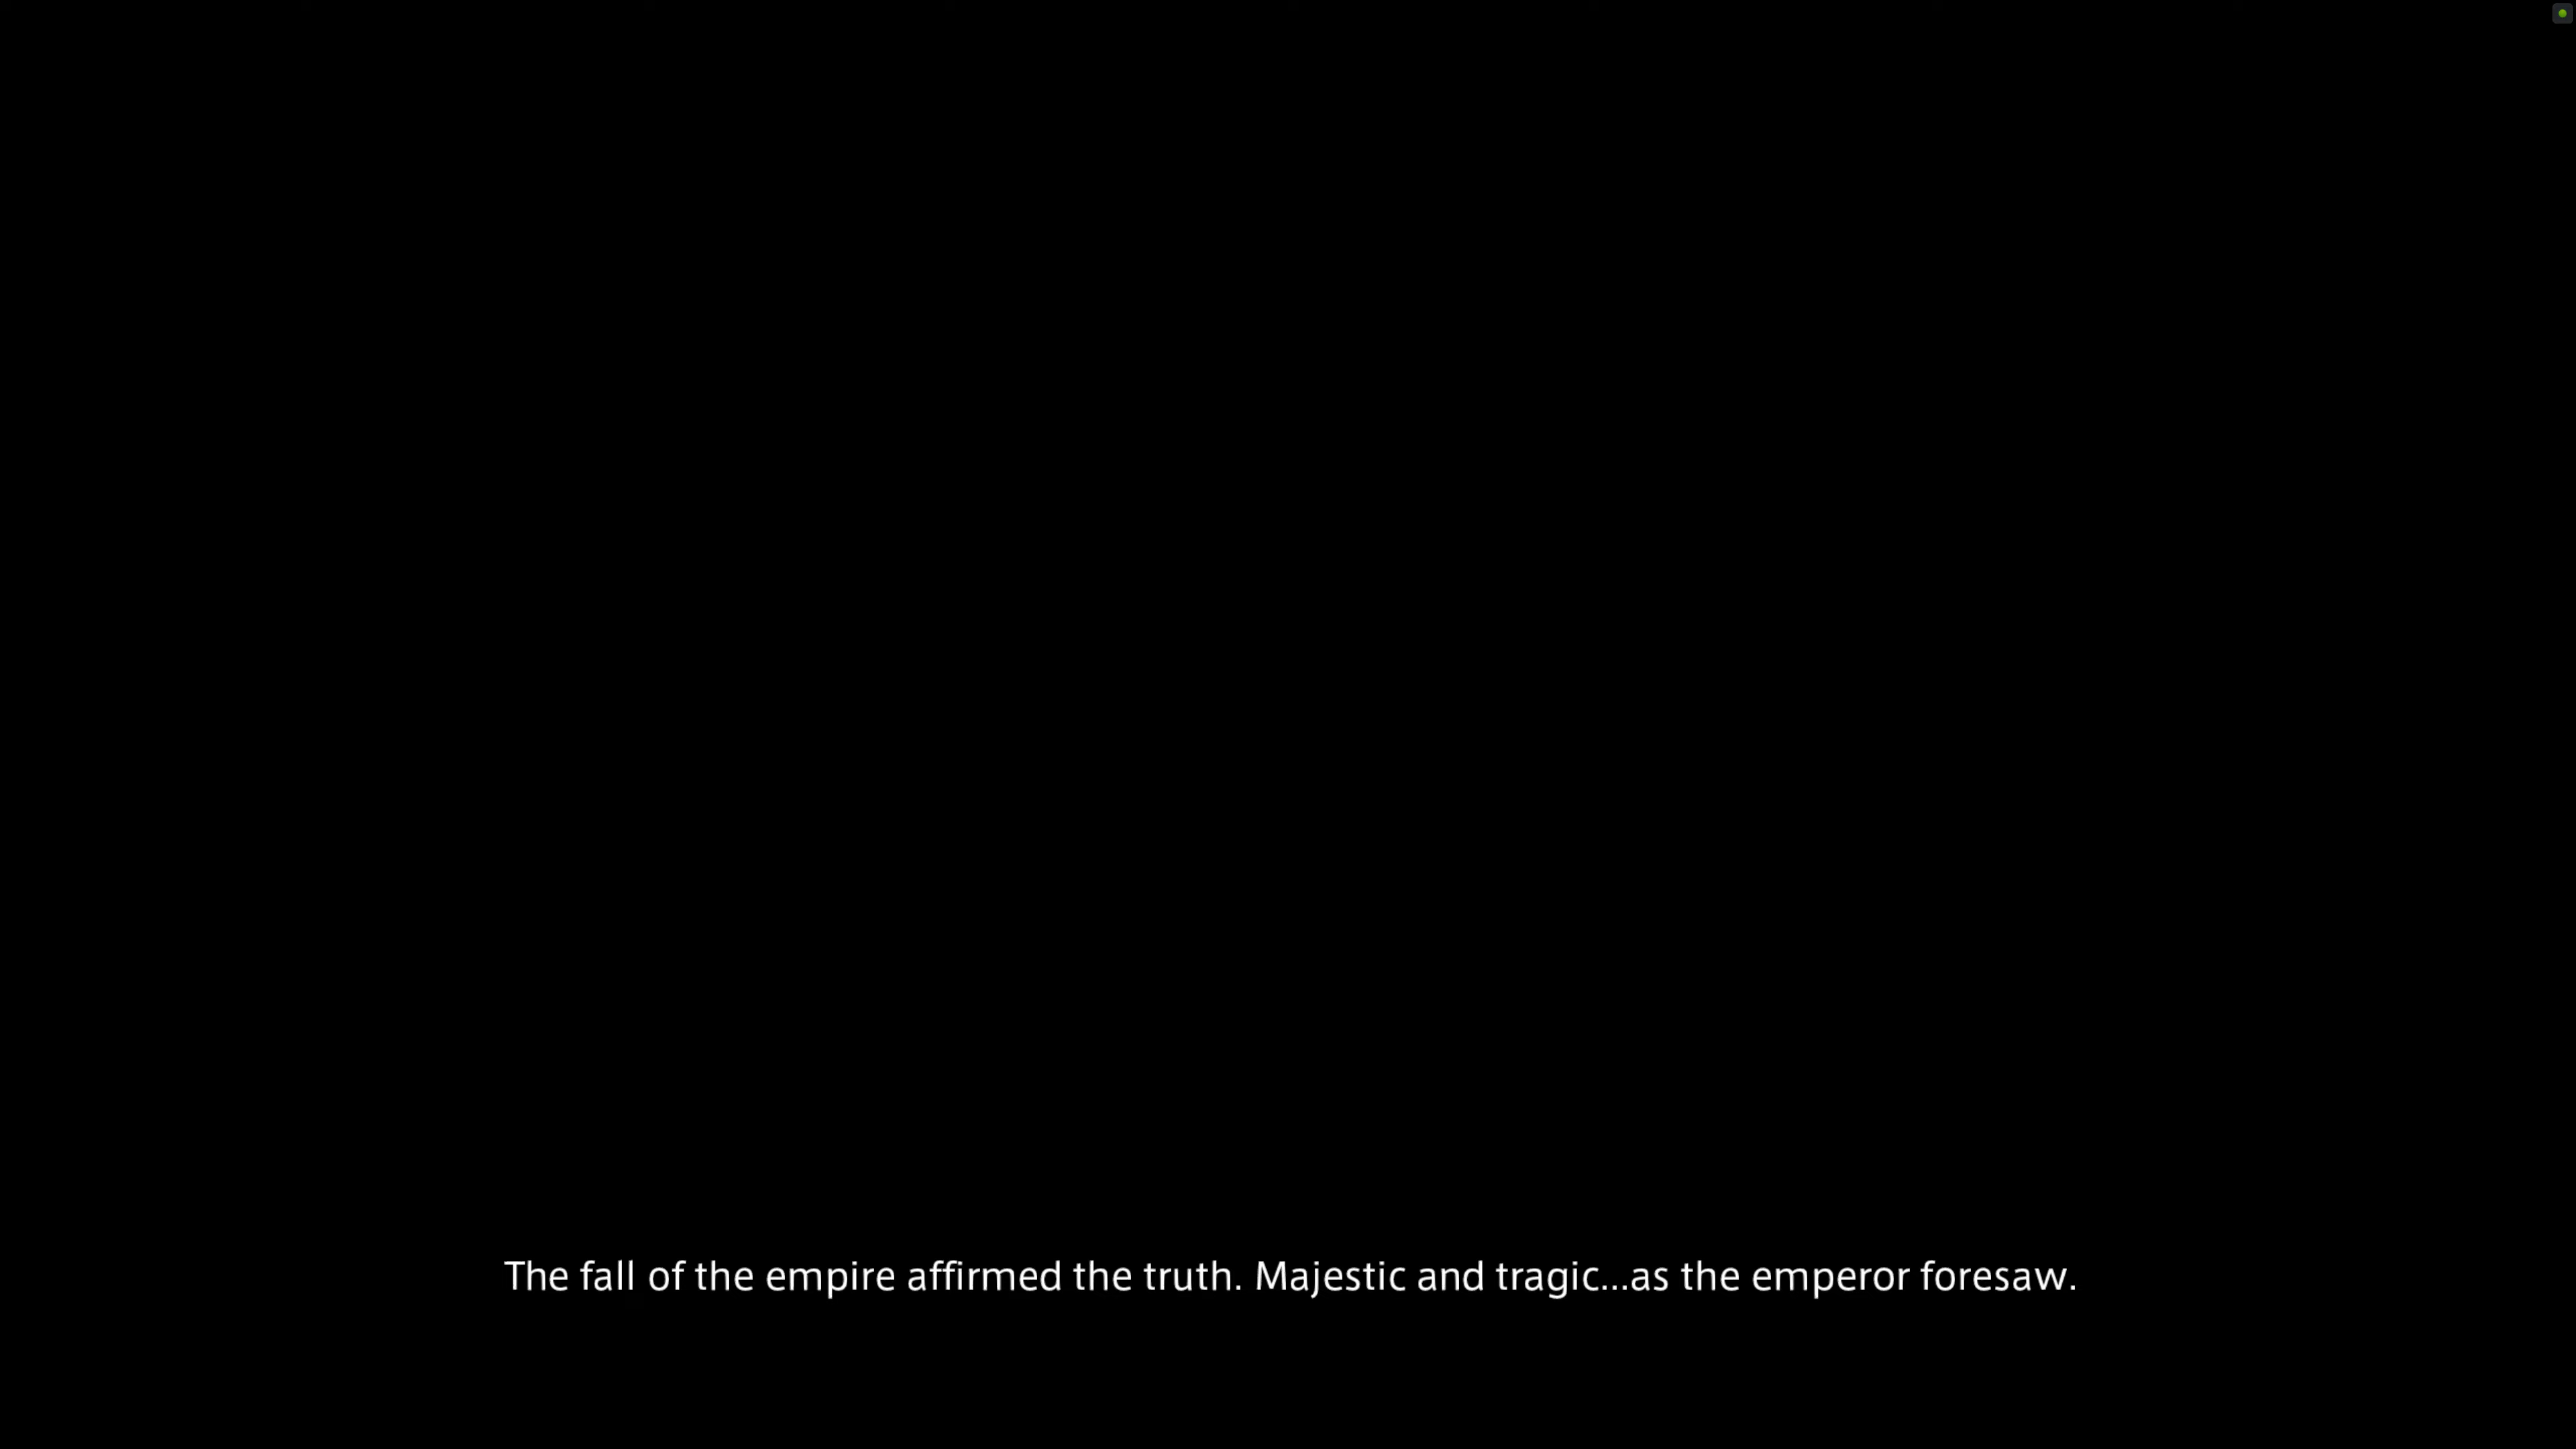 The fall of the empire affirmed the truth. Majestic and tragic...as the emperor foresaw.